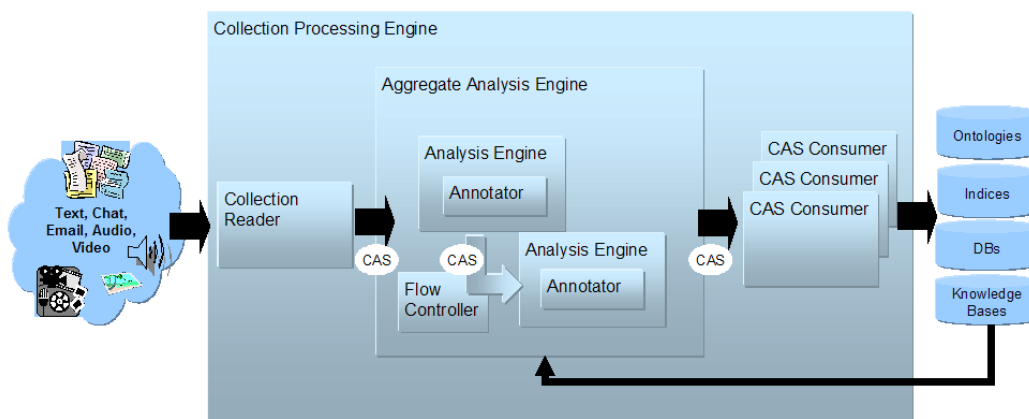 Collection Processing Engine
Text, Chat,
Email, Audio,
Video
Collection
Reader
CAS
Aggregate Analysis Engine
Analysis Engine
Annotator
CAS
Flow
Controller
Analysis Engine
Annotator
CAS
CAS Consumer
CAS Consumer
CAS Consumer
Ontologies
Indices
DBs
Knowledge
Bases